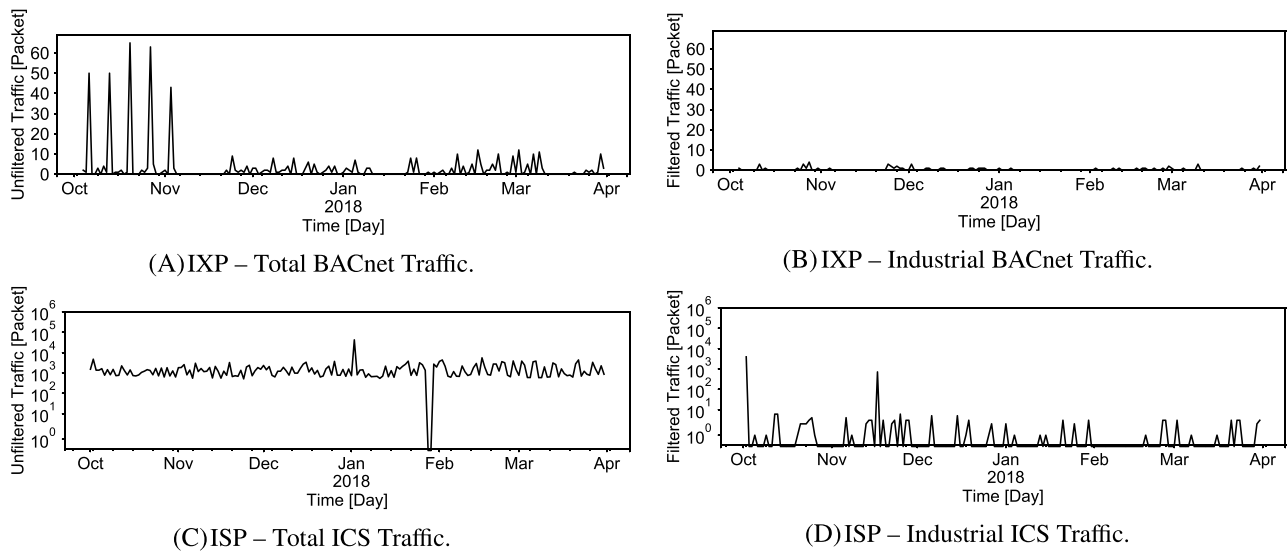 Unfiltered Traffic [Packet]
60
50
40
30
20
10
0
Oct Nov Dec Jan Feb Mar Apr
2018
Time [Day]
(A) IXP – Total BACnet Traffic.
Filtered Traffic [Packet]
60
50
40
30
20
10
0
Oct Nov Dec Jan Feb Mar Apr
2018
Time [Day]
(B) IXP – Industrial BACnet Traffic.
Unfiltered Traffic [Packet]
10^6
10^5
10^4
10^3
10^2
10^1
10^0
Oct Nov Dec Jan Feb Mar Apr
2018
Time [Day]
(C) ISP – Total ICS Traffic.
Filtered Traffic [Packet]
10^6
10^5
10^4
10^3
10^2
10^1
10^0
Oct Nov Dec Jan Feb Mar Apr
2018
Time [Day]
(D) ISP – Industrial ICS Traffic.